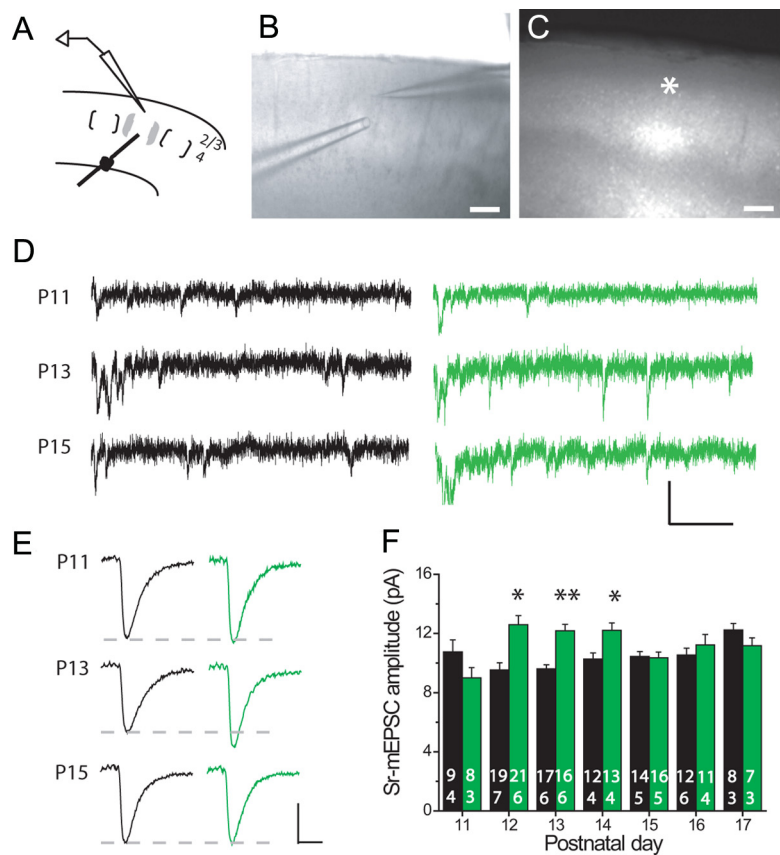 A
B
C
*
2/3
4
D
P11
P13
P15
E
P11
P13
P15
F
Sr-mEPSC amplitude (pA)
16
12
8
4
0
* ** *
9 8 19 21 17 16 12 13 14 16 12 11 8 7
4 3 7 6 6 6 4 4 5 5 6 4 3 3
11 12 13 14 15 16 17
Postnatal day